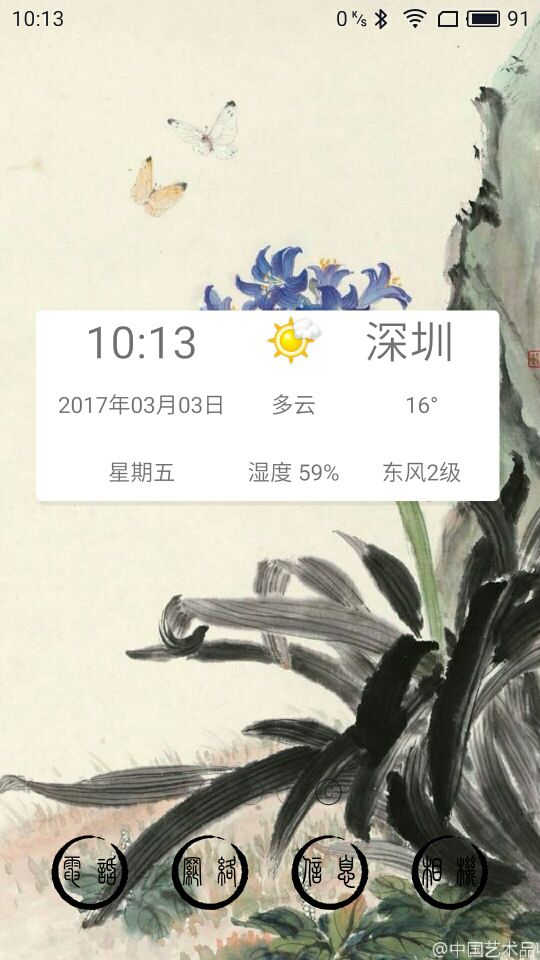 10:13 0 K/s 91
10:13 深圳
2017年03月03日 多云 16°
星期五 湿度 59% 东风2级
C
電話 網絡 信息 相機
@中国艺术品